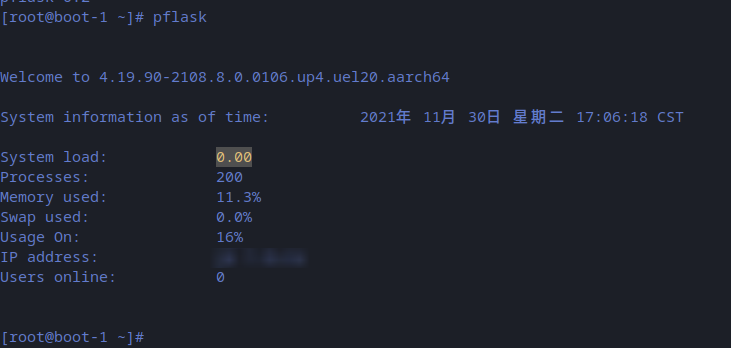 [root@boot-1 ~]# pflask
Welcome to 4.19.90-2108.8.0.0106.up4.uel20.aarch64
System information as of time: 2021年 11月 30日 星期二 17:06:18 CST
System load: 0.00
Processes: 200
Memory used: 11.3%
Swap used: 0.0%
Usage On: 16%
IP address:
Users online: 0
[root@boot-1 ~]#